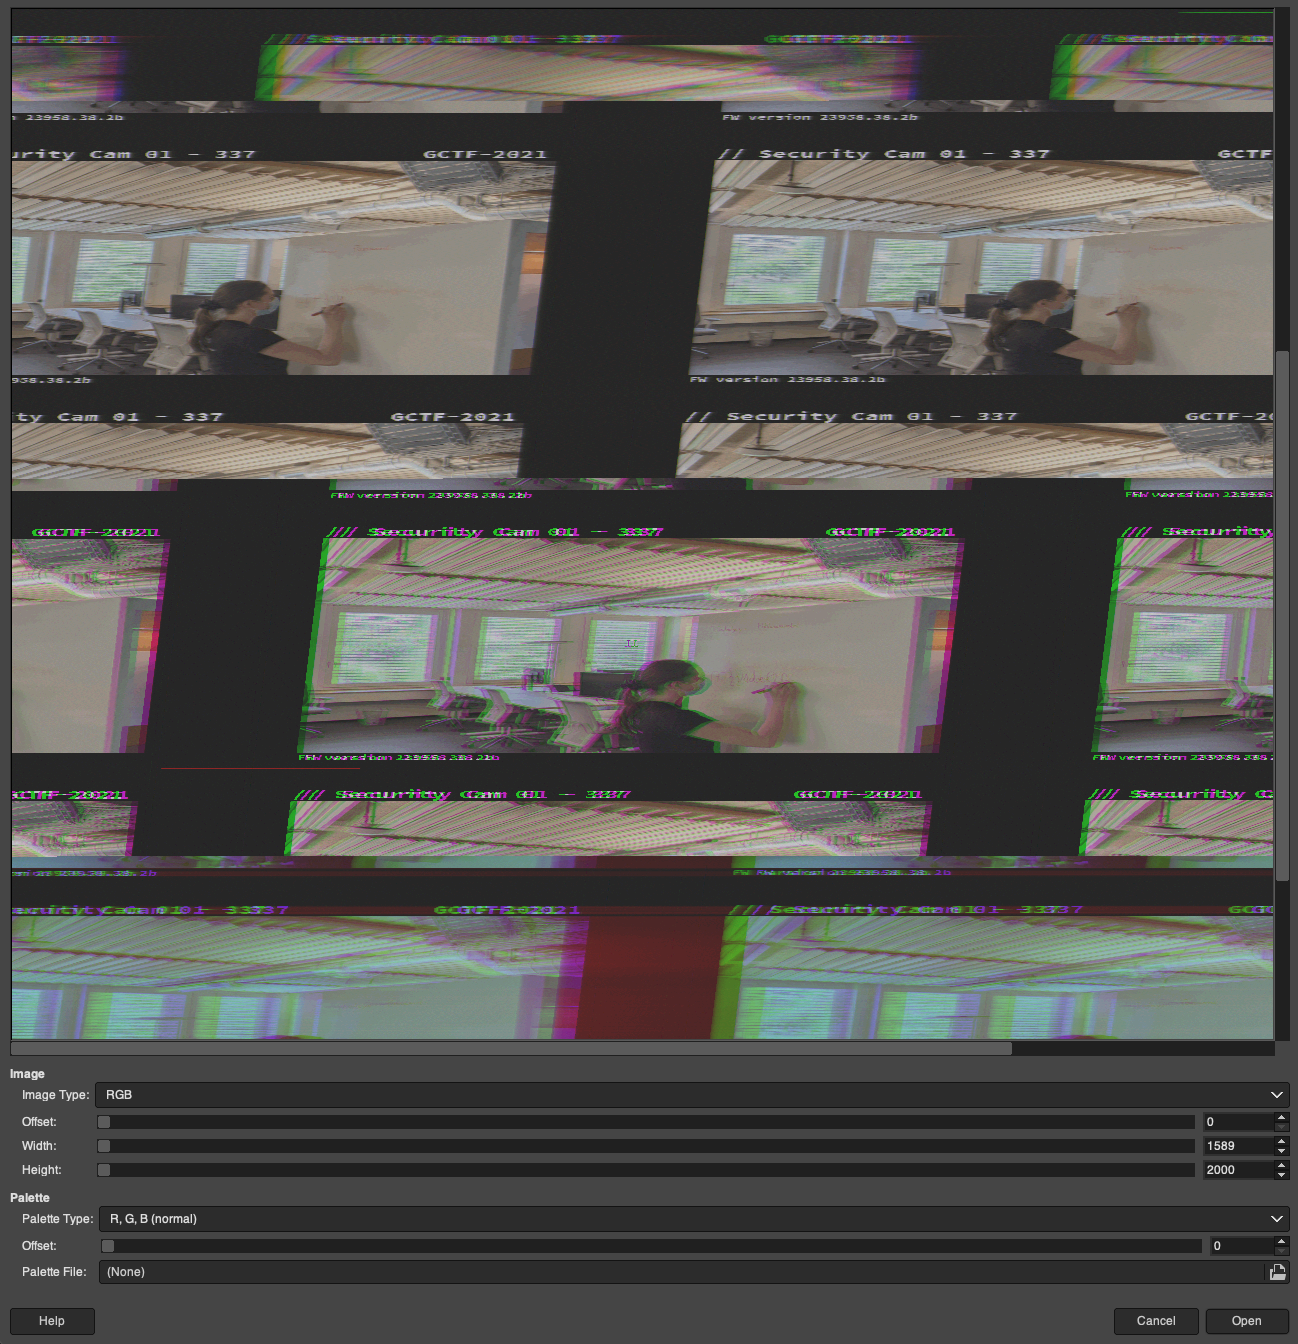 F-2021 /// Security Cam 01 - 337 GCTF-2021 /// Security Cam
n 23958.38.2b FW version 23958.38.2b
urity Cam 01 - 337 GCTF-2021 // Security Cam 01 - 337 GCTF
958.38.2b FW version 23958.38.2b
ty Cam 01 - 337 GCTF-2021 // Security Cam 01 - 337 GCTF-20
FW version 23958.38.2b FW version 23958
GCTF-2021 /// Security Cam 01 - 337 GCTF-2021 /// Security
FW version 23958.38.2b FW version 23958.38
GCTF-2021 /// Security Cam 01 - 337 GCTF-2021 /// Security C
23958.38.2b FW version 23958.38.2b
urity Cam 01 - 337 GCTF-2021 /// Security Cam 01 - 337 GCT
Image
Image Type: RGB
Offset: 0
Width: 1589
Height: 2000
Palette
Palette Type: R, G, B (normal)
Offset: 0
Palette File: (None)
Help Cancel Open